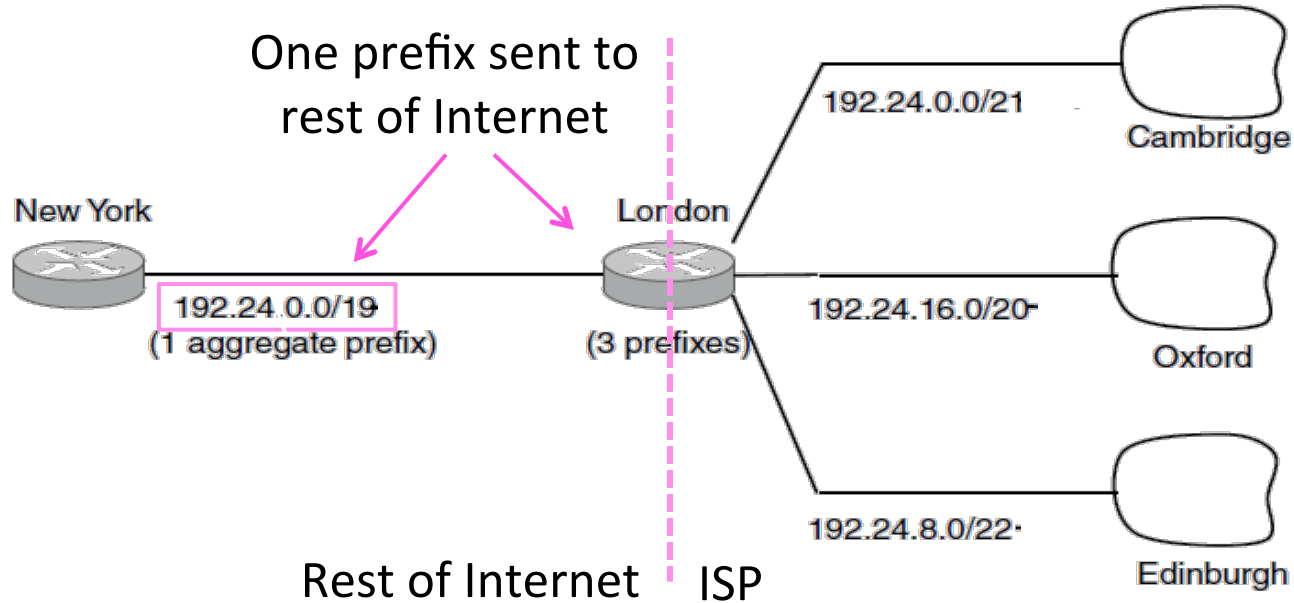 One prefix sent to
rest of Internet
192.24.0.0/21
Cambridge
New York
London
192.24.0.0/19
(1 aggregate prefix)
(3 prefixes)
192.24.16.0/20
Oxford
192.24.8.0/22
Edinburgh
Rest of Internet
ISP